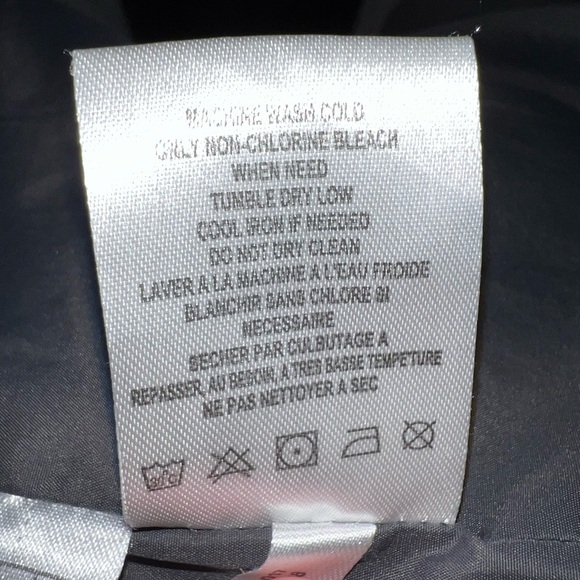 MACHINE WASH COLD
ONLY NON-CHLORINE BLEACH
WHEN NEED
TUMBLE DRY LOW
COOL IRON IF NEEDED
DO NOT DRY CLEAN
LAVER A LA MACHINE A L'EAU FROIDE
BLANCHIR SANS CHLORE SI
NECESSAIRE
SECHER PAR CULBUTAGE A
REPASSER, AU BESOIN, A TRES BASSE TEMPETURE
NE PAS NETTOYER A SEC